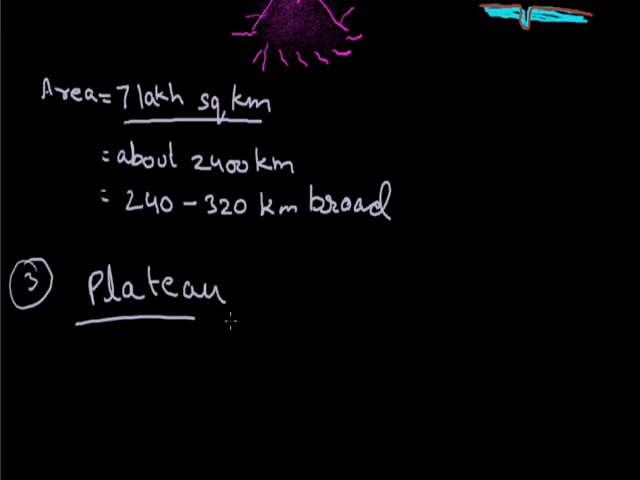 Area = 7 lakh sq km
= about 2400 km
= 240 - 320 km broad
3 Plateau